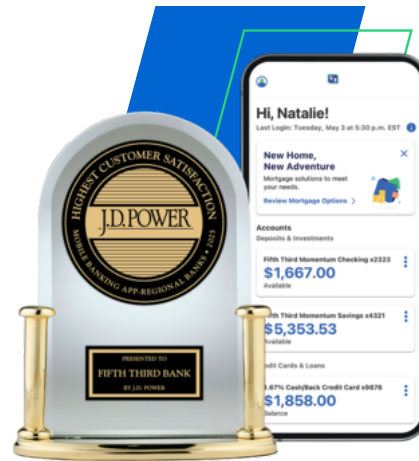 HIGHEST CUSTOMER SATISFACTION
J.D. POWER
MOBILE BANKING APP-REGIONAL BANKS • 2025
PRESENTED TO
FIFTH THIRD BANK
BY J.D. POWER
Hi, Natalie!
Last Login: Tuesday, May 3 at 5:30 p.m. EST
New Home,
New Adventure
Mortgage solutions to meet
your needs.
Review Mortgage Options >
Accounts
Deposits & Investments
Fifth Third Momentum Checking x2323
$1,667.00
Available
Fifth Third Momentum Savings x4321
$5,353.53
Available
edit Cards & Loans
1.67% Cash/Back Credit Card x9876
$1,858.00
Balance